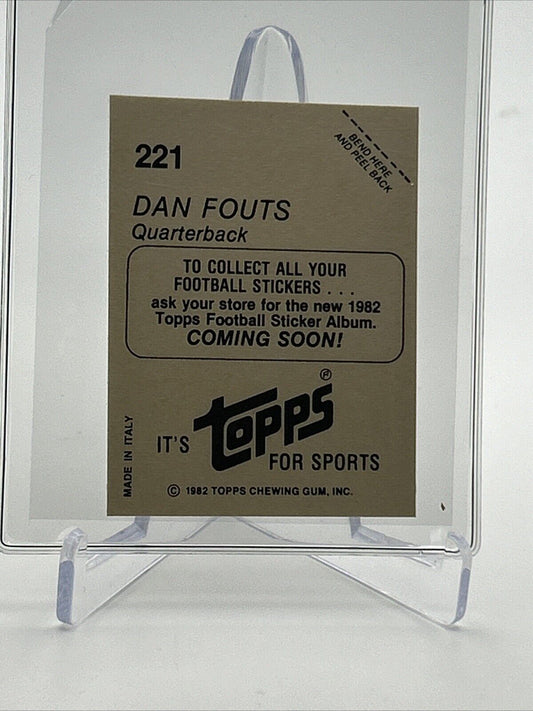 221
BEND HERE
AND PEEL BACK
DAN FOUTS
Quarterback
TO COLLECT ALL YOUR
FOOTBALL STICKERS . . .
ask your store for the new 1982
Topps Football Sticker Album.
COMING SOON!
IT'S topps®
FOR SPORTS
MADE IN ITALY
© 1982 TOPPS CHEWING GUM, INC.